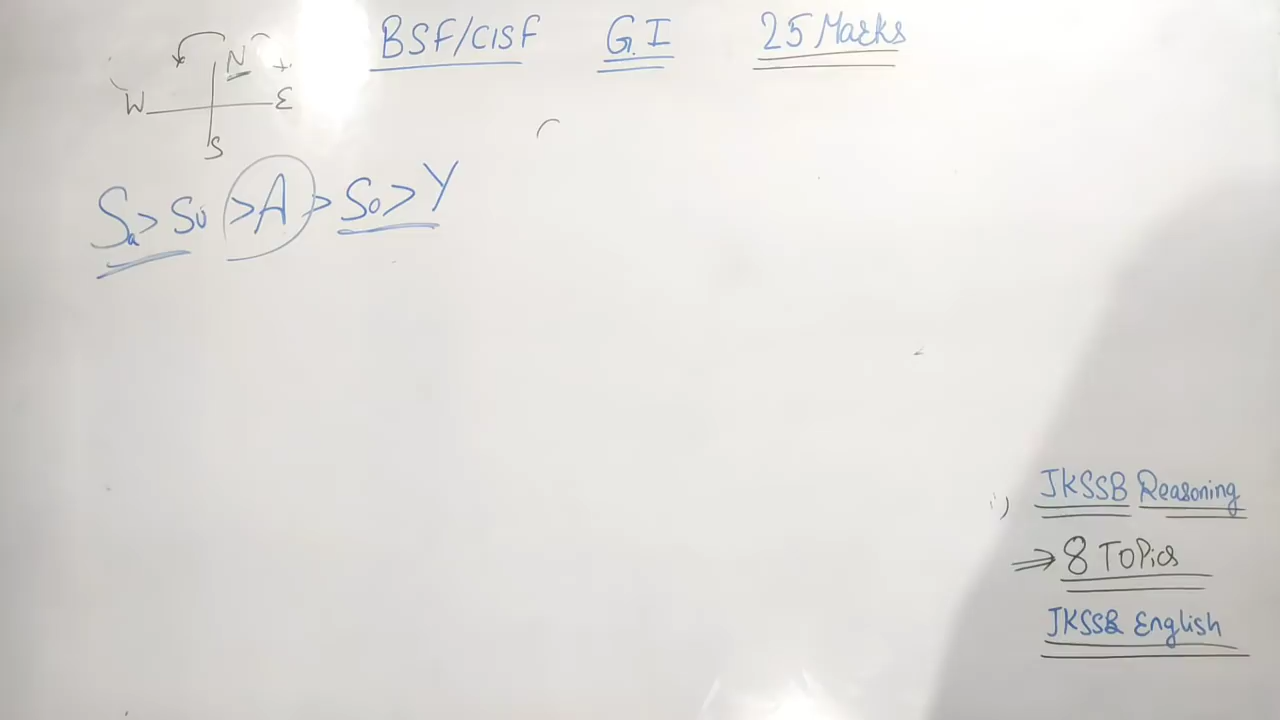 BSF/CISF G.I 25 Marks
N
W E
S
Sa > Su > A > So > Y
JKSSB Reasoning
⇒ 8 Topics
JKSSB English